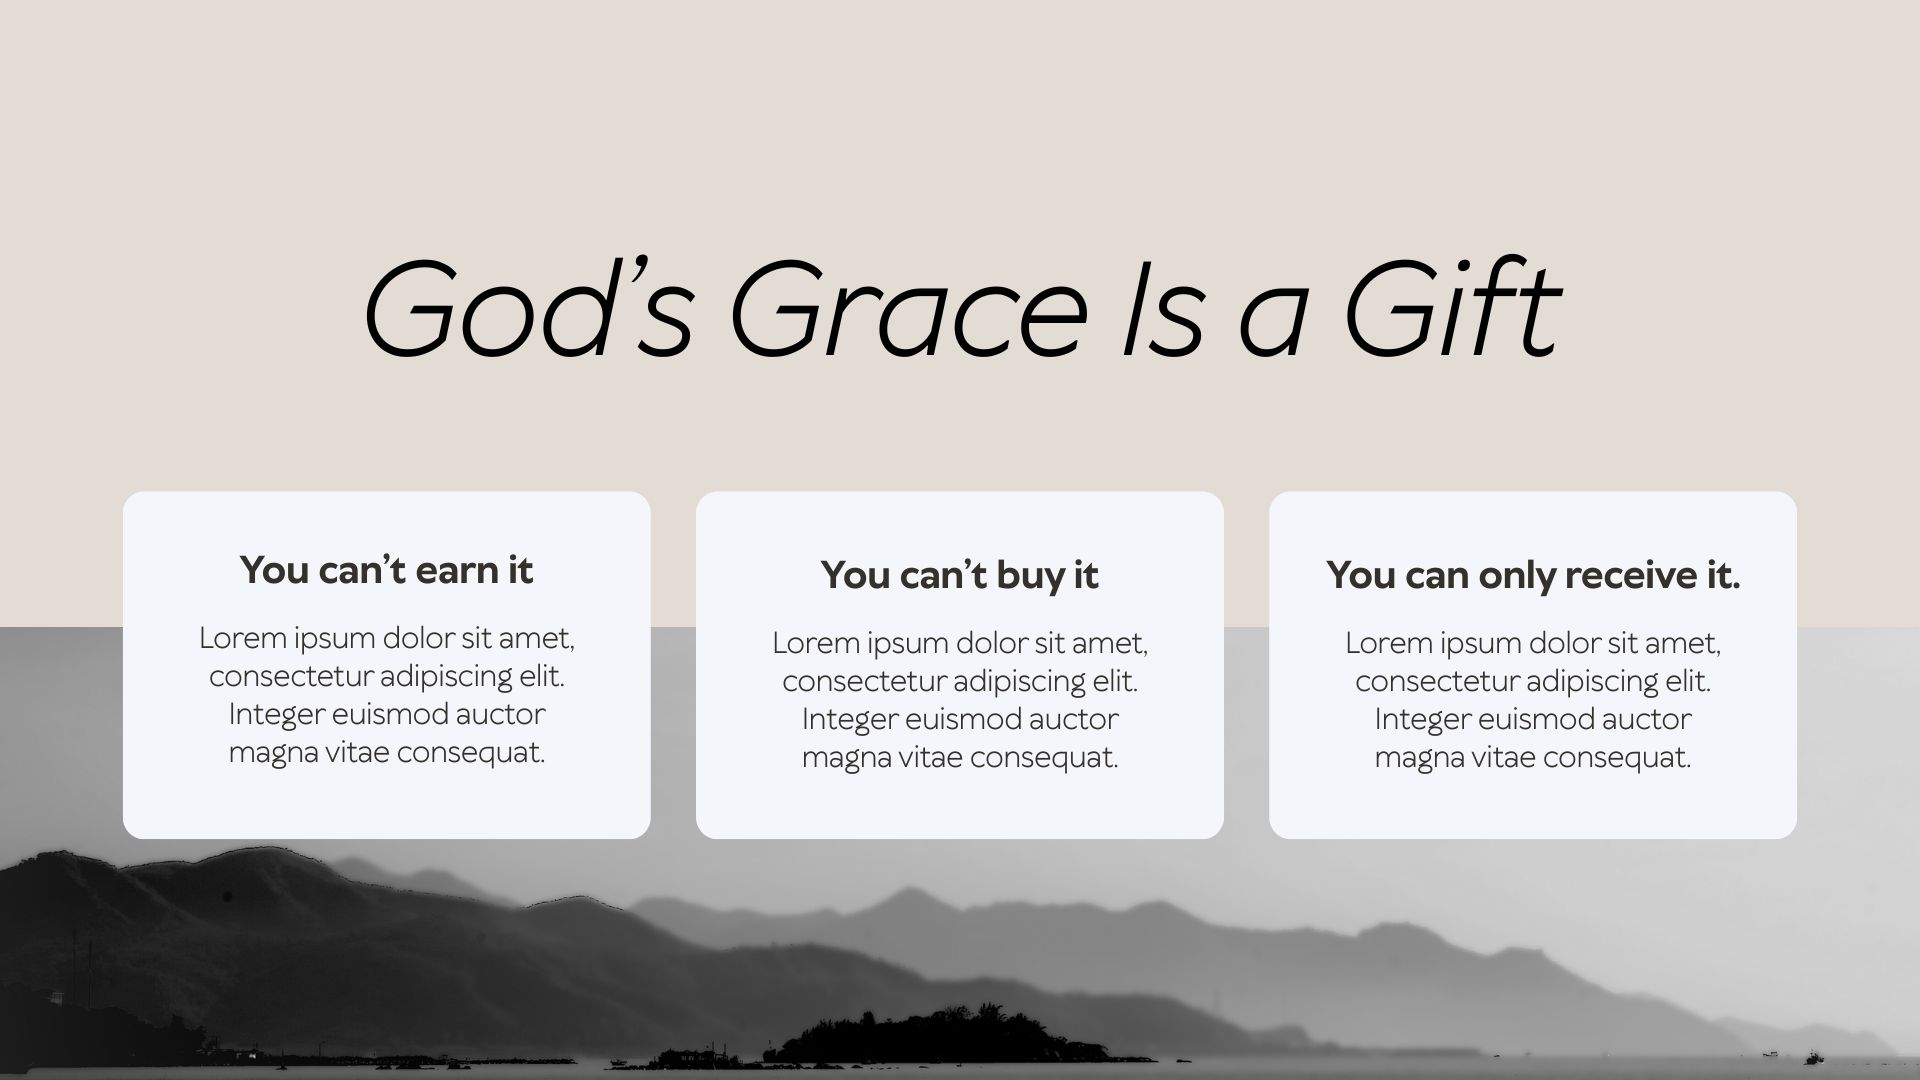 God’s Grace Is a Gift
You can’t earn it
Lorem ipsum dolor sit amet,
consectetur adipiscing elit.
Integer euismod auctor
magna vitae consequat.
You can’t buy it
Lorem ipsum dolor sit amet,
consectetur adipiscing elit.
Integer euismod auctor
magna vitae consequat.
You can only receive it.
Lorem ipsum dolor sit amet,
consectetur adipiscing elit.
Integer euismod auctor
magna vitae consequat.